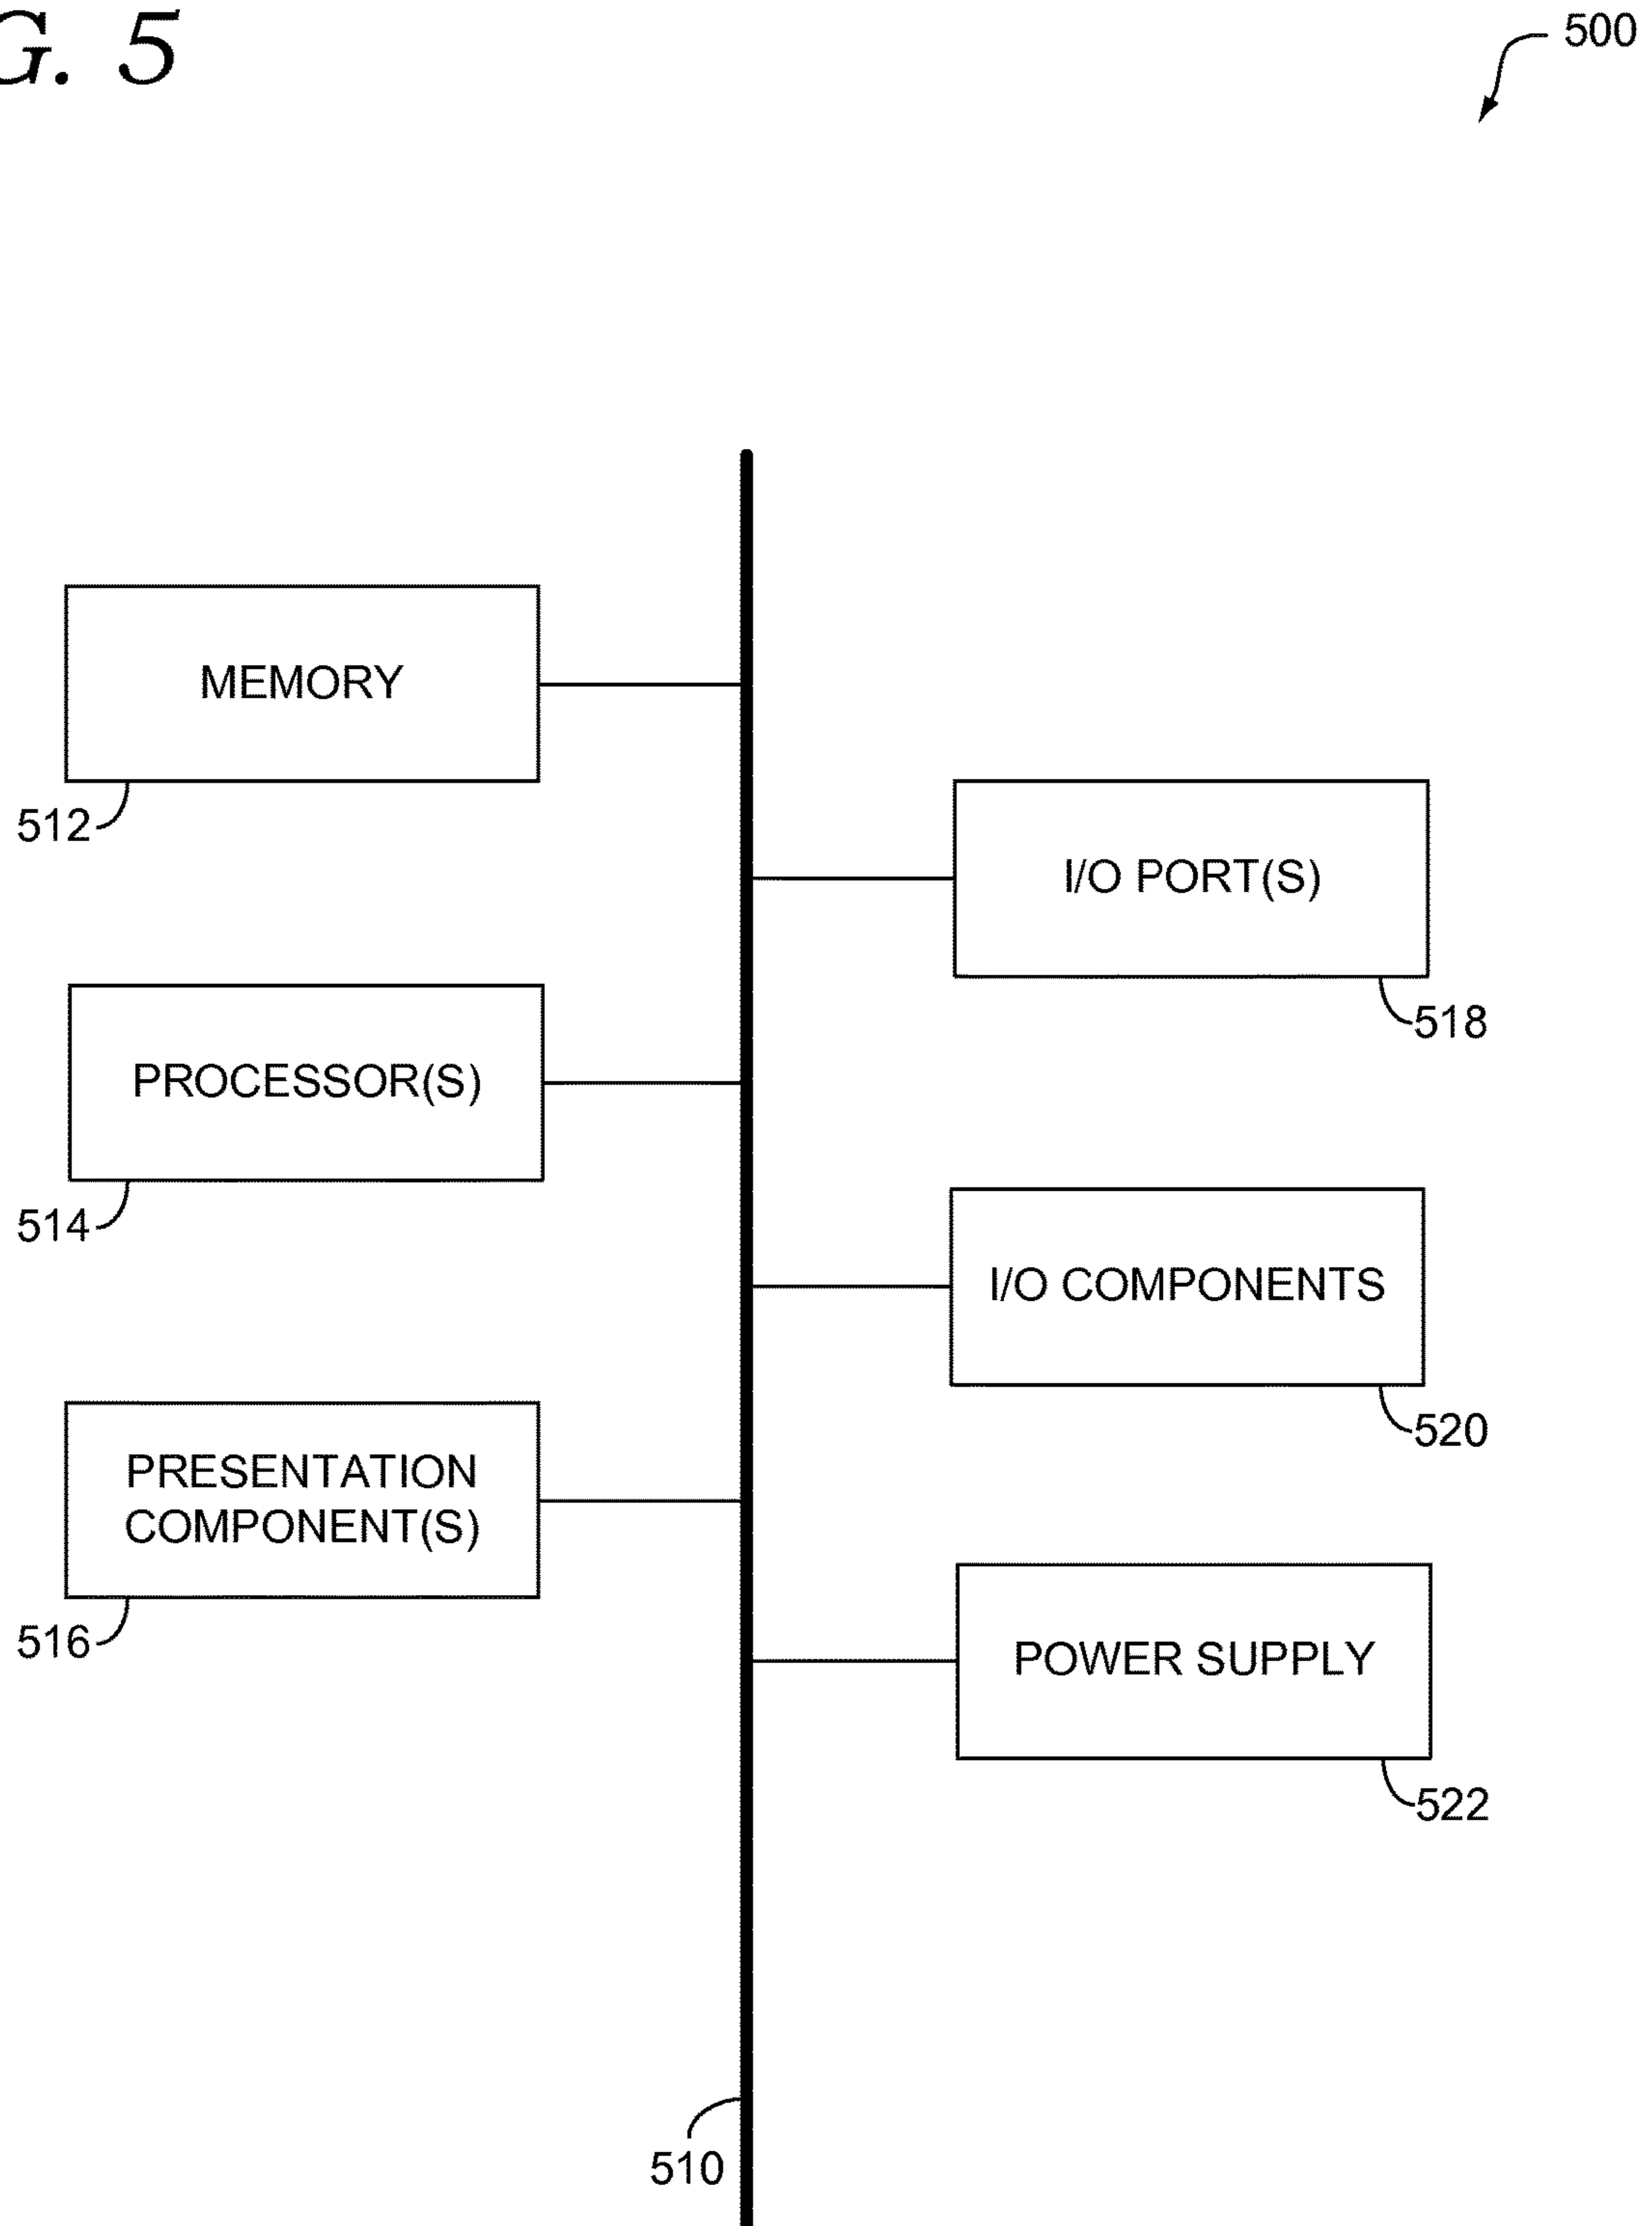 G. 5
500
MEMORY
512
I/O PORT(S)
518
PROCESSOR(S)
514
I/O COMPONENTS
520
PRESENTATION
COMPONENT(S)
516
POWER SUPPLY
522
510